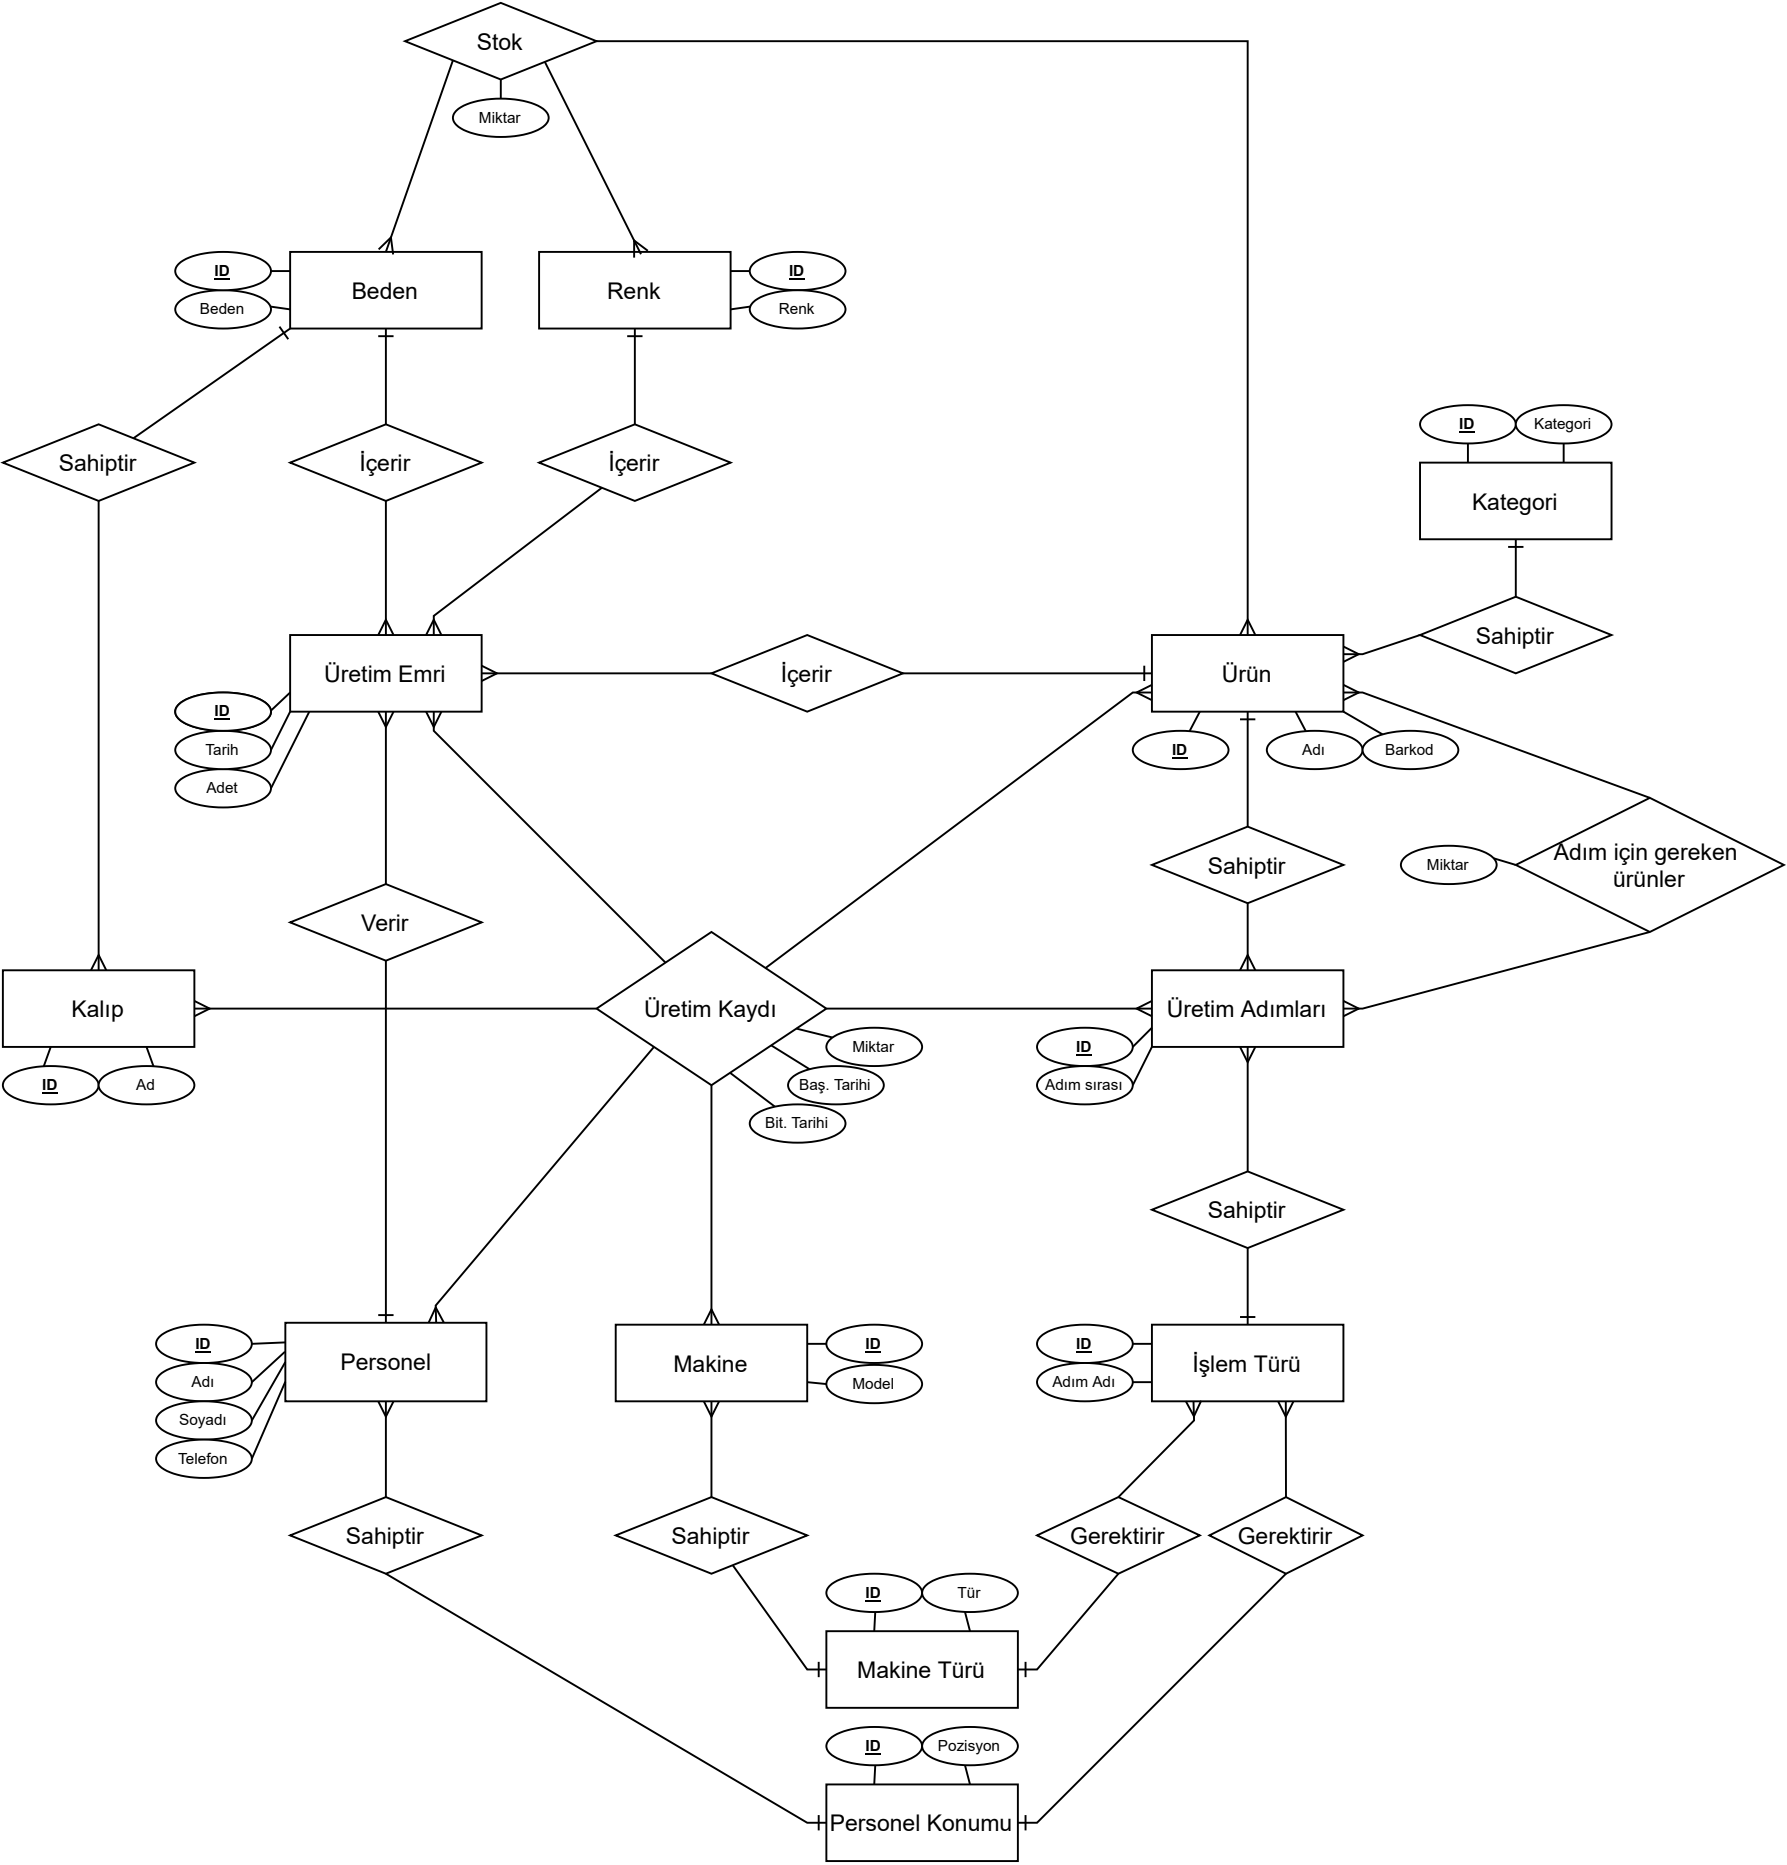 Stok
Miktar
ID
Beden
Beden
Renk
ID
Renk
ID
Kategori
Kategori
Sahiptir
İçerir
İçerir
Sahiptir
Üretim Emri
İçerir
Ürün
ID
Tarih
Adet
ID
Adı
Barkod
Sahiptir
Miktar
Adım için gereken
ürünler
Verir
Kalıp
ID
Ad
Üretim Kaydı
Miktar
Baş. Tarihi
Bit. Tarihi
Üretim Adımları
ID
Adım sırası
Sahiptir
ID
Adı
Soyadı
Telefon
Personel
Makine
ID
Model
ID
Adım Adı
İşlem Türü
Sahiptir
Sahiptir
Gerektirir
Gerektirir
ID
Tür
Makine Türü
ID
Pozisyon
Personel Konumu